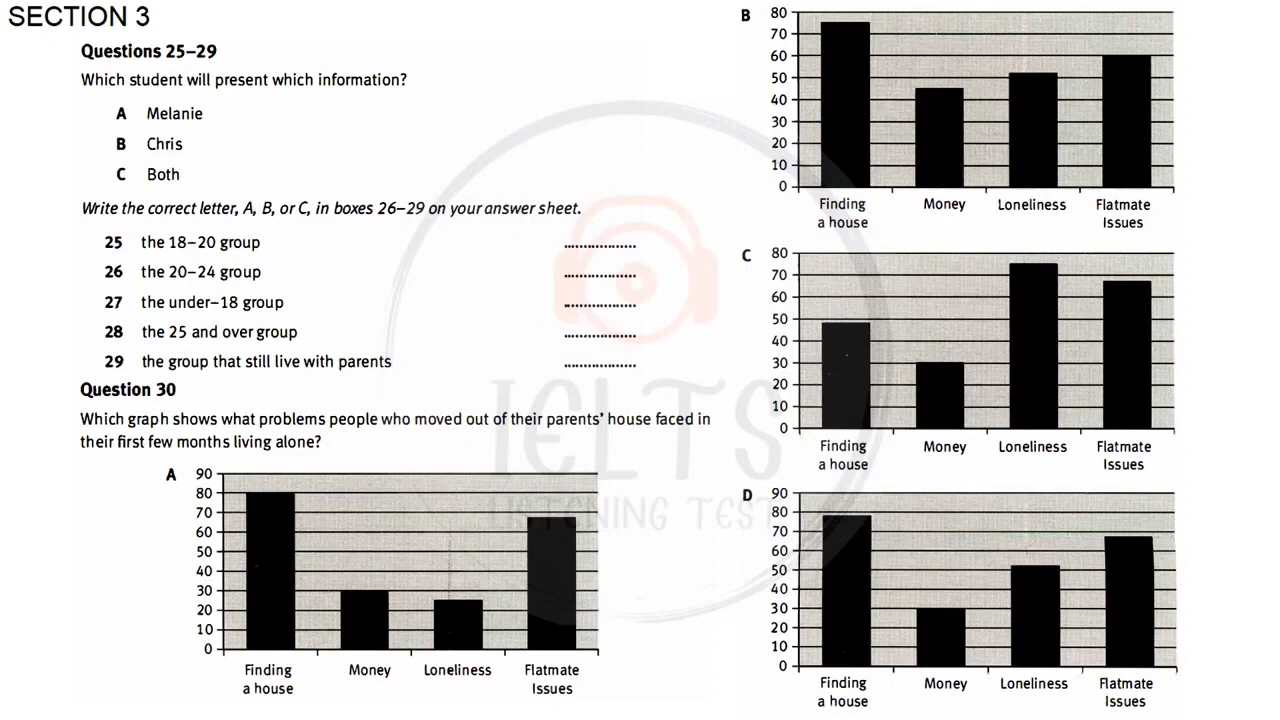 SECTION 3
Questions 25–29
Which student will present which information?
A Melanie
B Chris
C Both
Write the correct letter, A, B, or C, in boxes 26–29 on your answer sheet.
25 the 18–20 group ..................
26 the 20–24 group ..................
27 the under–18 group ..................
28 the 25 and over group ..................
29 the group that still live with parents ..................
Question 30
Which graph shows what problems people who moved out of their parents' house faced in
their first few months living alone?
A
90
80
70
60
50
40
30
20
10
0
Finding Money Loneliness Flatmate
a house Issues
B
80
70
60
50
40
30
20
10
0
Finding Money Loneliness Flatmate
a house Issues
C
80
70
60
50
40
30
20
10
0
Finding Money Loneliness Flatmate
a house Issues
D
90
80
70
60
50
40
30
20
10
0
Finding Money Loneliness Flatmate
a house Issues
IELTS
LISTENING TEST